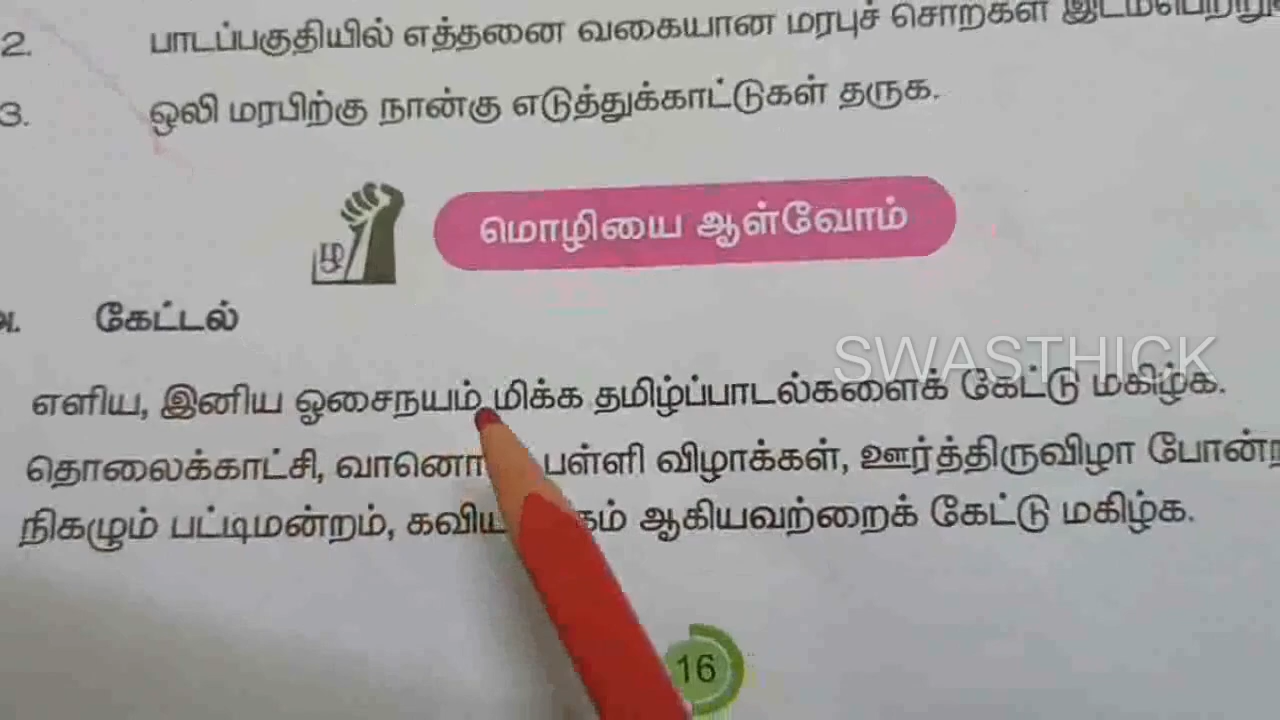 2. பாடப்பகுதியில் எத்தனை வகையான மரபுச் சொற்கள்
3. ஒலி மரபிற்கு நான்கு எடுத்துக்காட்டுகள் தருக.
ழ
மொழியை ஆள்வோம்
அ. கேட்டல்
SWASTHICK
எளிய, இனிய ஓசைநயம் மிக்க தமிழ்ப்பாடல்களைக் கேட்டு மகிழ்க.
தொலைக்காட்சி, பள்ளி விழாக்கள், ஊர்த்திருவிழா
நிகழும் பட்டிமன்றம், ஆகியவற்றைக் கேட்டு மகிழ்க.
16